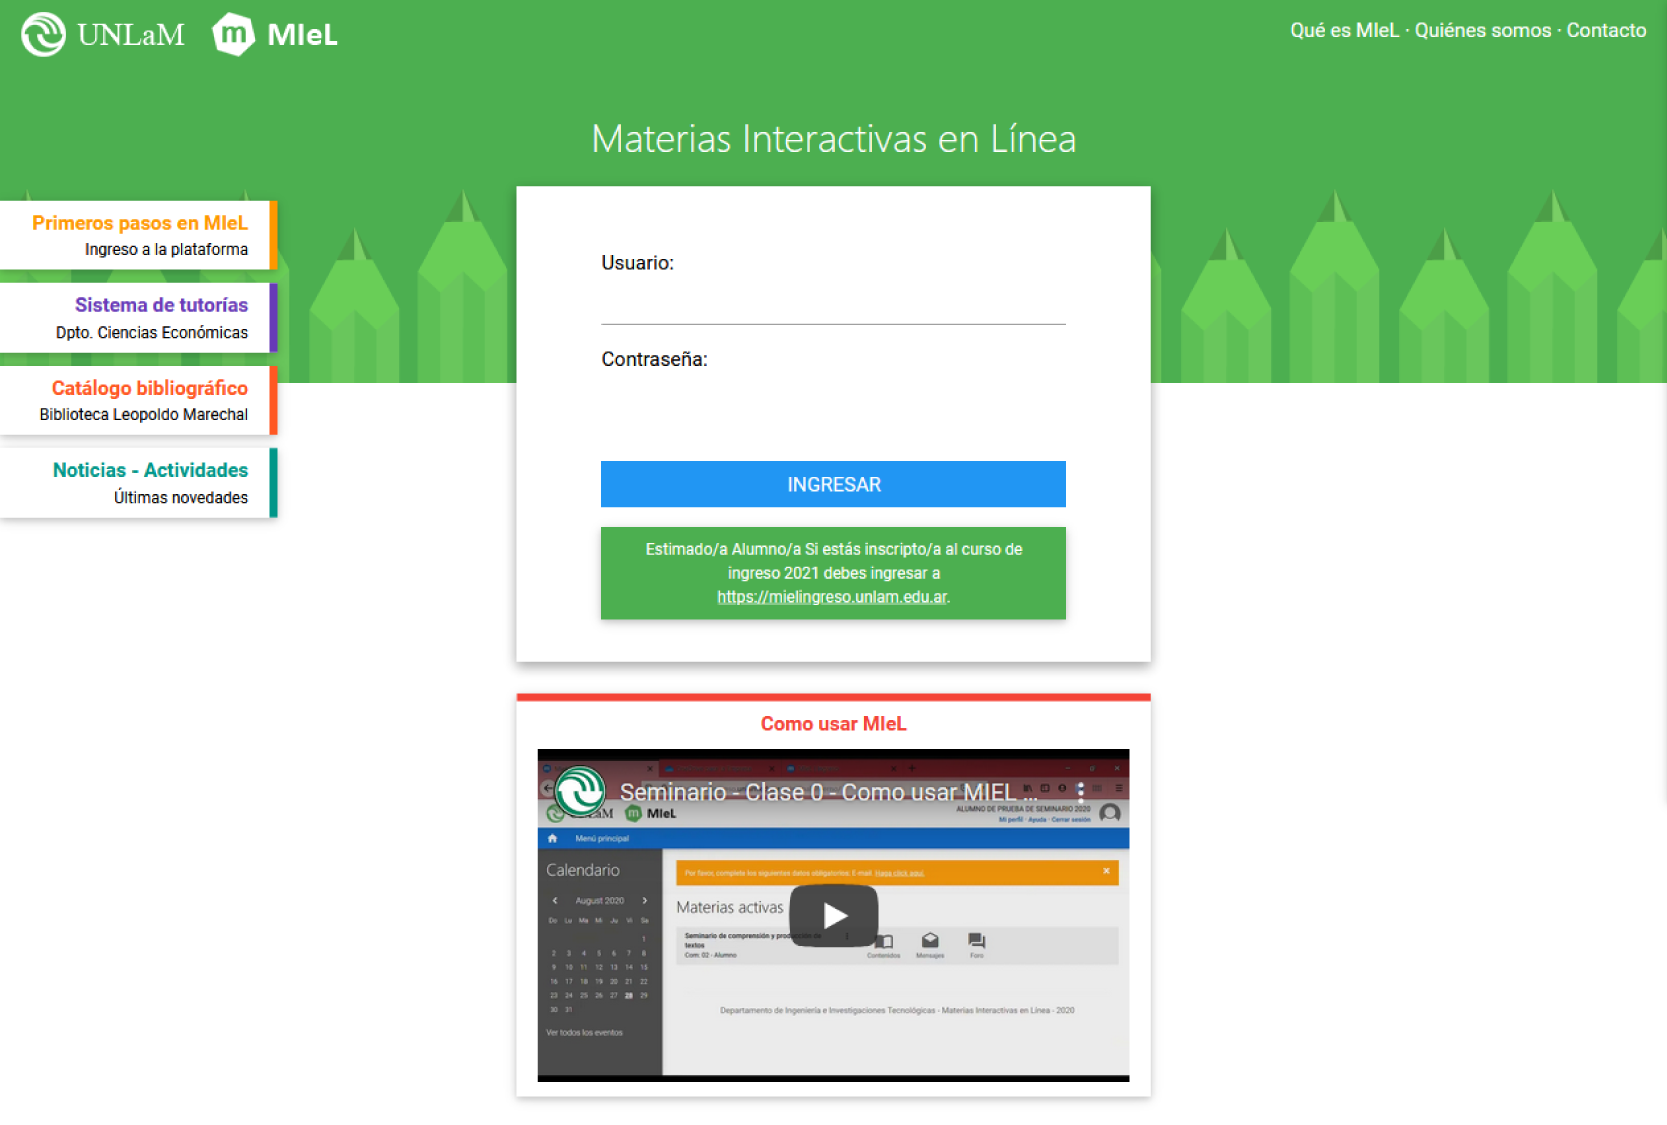 UNLaM
m MIeL
Qué es MIeL · Quiénes somos · Contacto
Materias Interactivas en Línea
Primeros pasos en MIeL
Ingreso a la plataforma
Sistema de tutorías
Dpto. Ciencias Económicas
Catálogo bibliográfico
Biblioteca Leopoldo Marechal
Noticias - Actividades
Últimas novedades
Usuario:
Contraseña:
INGRESAR
Estimado/a Alumno/a Si estás inscripto/a al curso de
ingreso 2021 debes ingresar a
https://mielingreso.unlam.edu.ar.
Como usar MIeL
Seminario - Clase 0 - Como usar MIEL ...
m MIeL
ALUMNO DE PRUEBA DE SEMINARIO 2020
Mi perfil · Ayuda · Cerrar sesión
Menú principal
Calendario
August 2020
Do Lu Ma Mi Ju Vi Sa
1
2 3 4 5 6 7 8
9 10 11 12 13 14 15
16 17 18 19 20 21 22
23 24 25 26 27 28 29
30 31
Ver todos los eventos
Por favor, complete los siguientes datos obligatorios: E-mail. Haga click aquí.
Materias activas
Seminario de comprensión y producción de
textos
Com: 02 - Alumno
Contenidos
Mensajes
Foro
Departamento de Ingeniería e Investigaciones Tecnológicas - Materias Interactivas en Línea - 2020